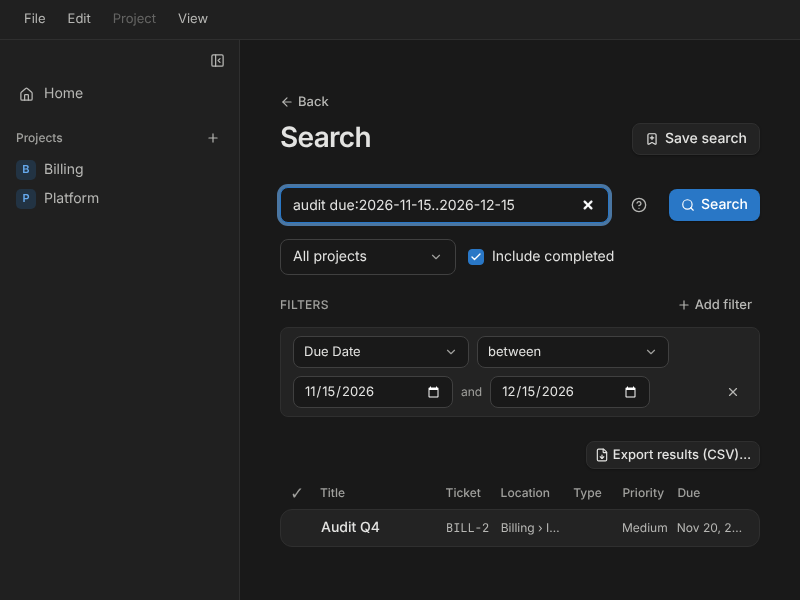 File Edit Project View
Home
Projects
B Billing
P Platform
Back
Search
Save search
audit due:2026-11-15..2026-12-15
Search
All projects
Include completed
FILTERS
Add filter
Due Date
between
11/15/2026
and
12/15/2026
Export results (CSV)...
✓ Title Ticket Location Type Priority Due
Audit Q4 BILL-2 Billing › I... Medium Nov 20, 2...